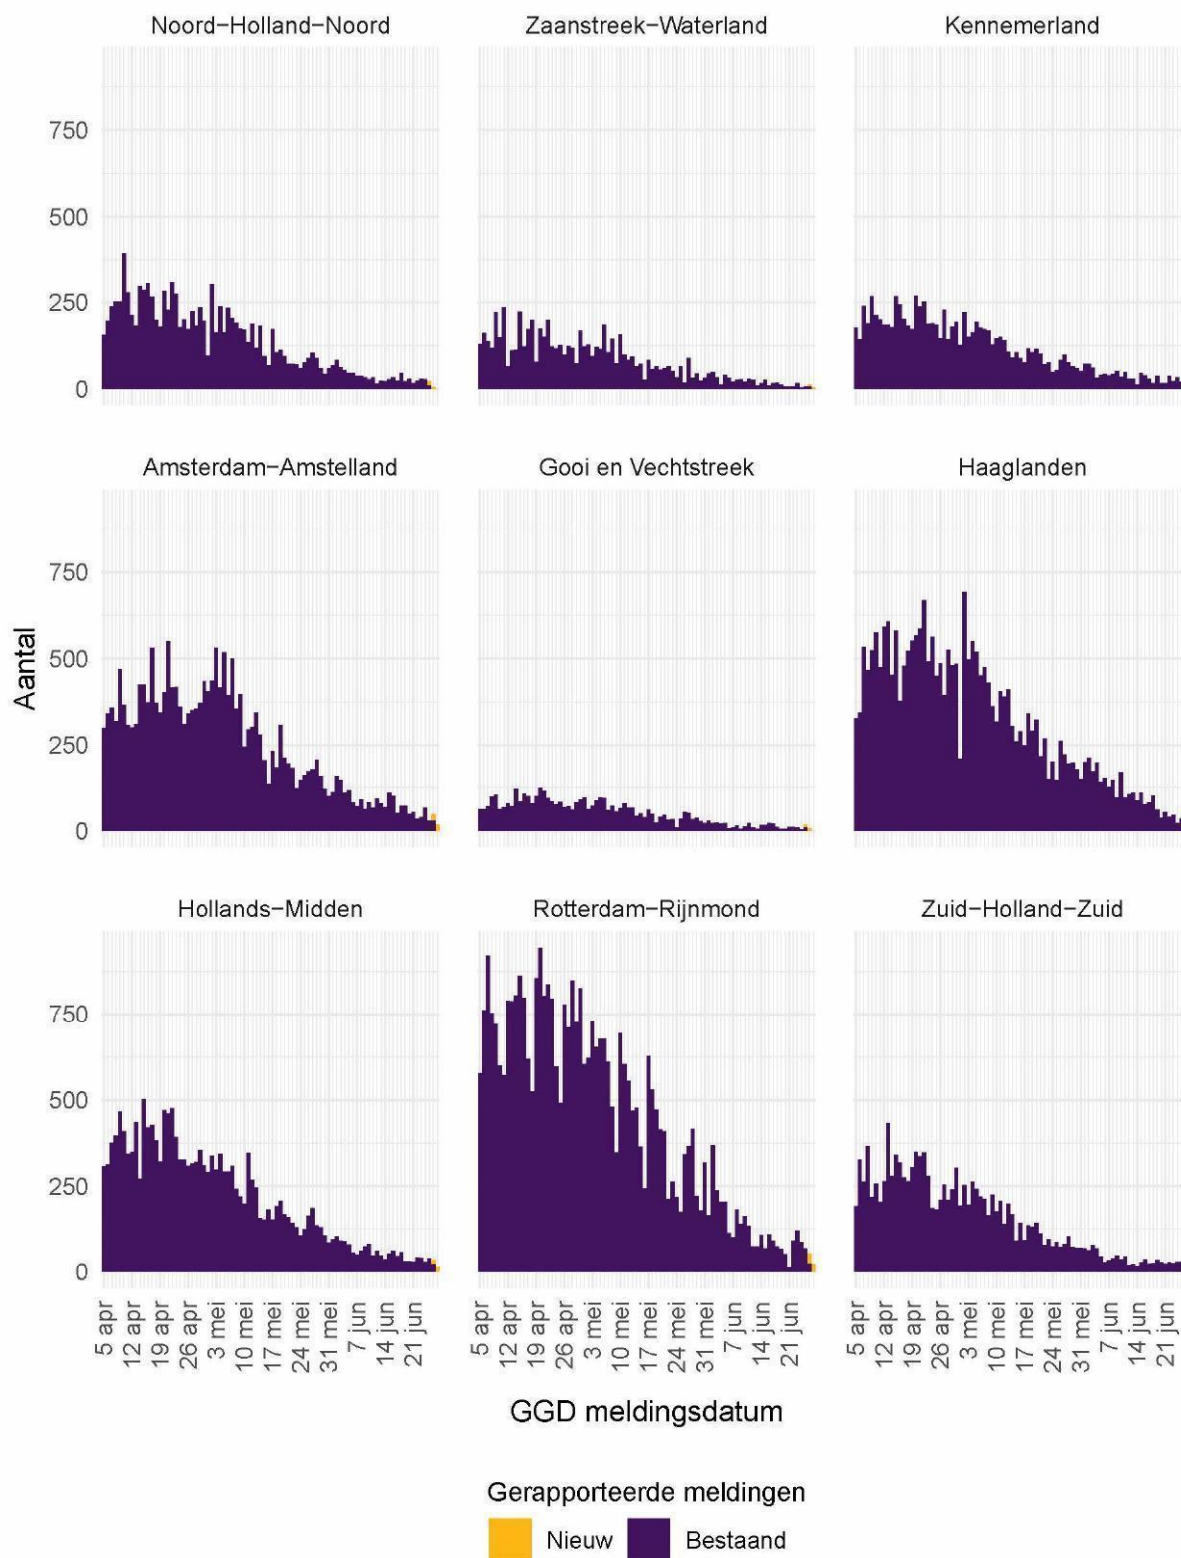 Noord-Holland-Noord
Zaanstreek-Waterland
Kennemerland
750
500
250
0
Amsterdam-Amstelland
Gooi en Vechtstreek
Haaglanden
750
500
250
0
Aantal
Hollands-Midden
Rotterdam-Rijnmond
Zuid-Holland-Zuid
750
500
250
0
5 apr
12 apr
19 apr
26 apr
3 mei
10 mei
17 mei
24 mei
31 mei
7 jun
14 jun
21 jun
5 apr
12 apr
19 apr
26 apr
3 mei
10 mei
17 mei
24 mei
31 mei
7 jun
14 jun
21 jun
5 apr
12 apr
19 apr
26 apr
3 mei
10 mei
17 mei
24 mei
31 mei
7 jun
14 jun
21 jun
GGD meldingsdatum
Gerapporteerde meldingen
Nieuw
Bestaand